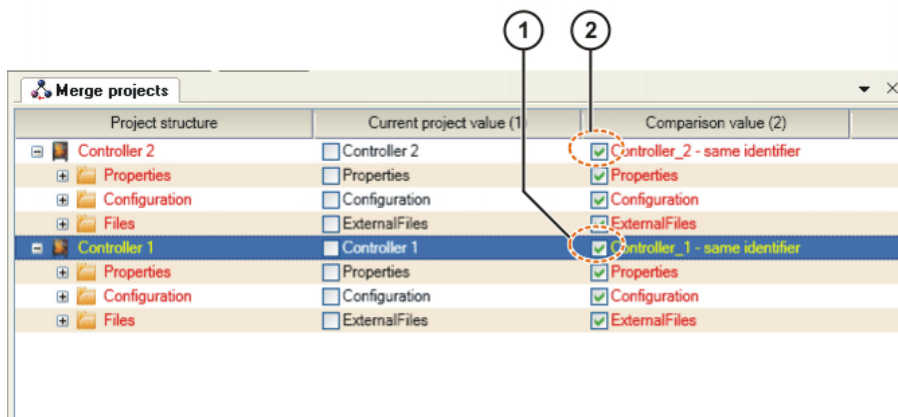 1 2
Merge projects
Project structure Current project value (1) Comparison value (2)
Controller 2 Controller 2 Controller_2 - same identifier
Properties Properties Properties
Configuration Configuration Configuration
Files ExternalFiles ExternalFiles
Controller 1 Controller 1 Controller_1 - same identifier
Properties Properties Properties
Configuration Configuration Configuration
Files ExternalFiles ExternalFiles